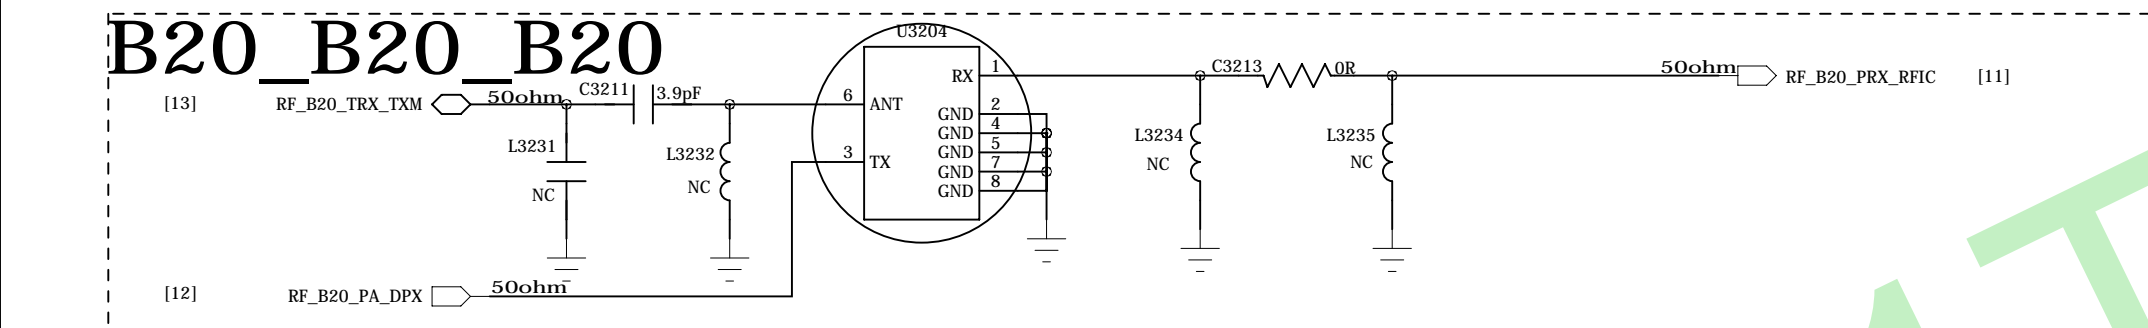 B20_B20_B20
U3204
[13] RF_B20_TRX_TXM 50ohm C3211 3.9pF 6 ANT
RX 1 C3213 0R 50ohm RF_B20_PRX_RFIC [11]
GND 2
GND 4
GND 5
GND 7
GND 8
L3231
NC
L3232
NC
3 TX
L3234
NC
L3235
NC
[12] RF_B20_PA_DPX 50ohm